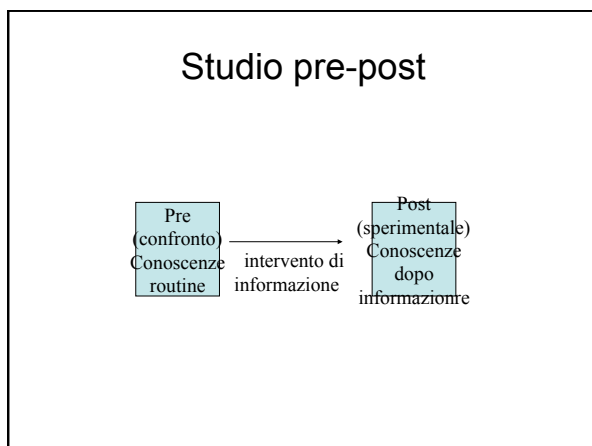 Studio pre-post
Pre
(confronto)
Conoscenze
routine
intervento di
informazione
Post
(sperimentale)
Conoscenze
dopo
informazionre